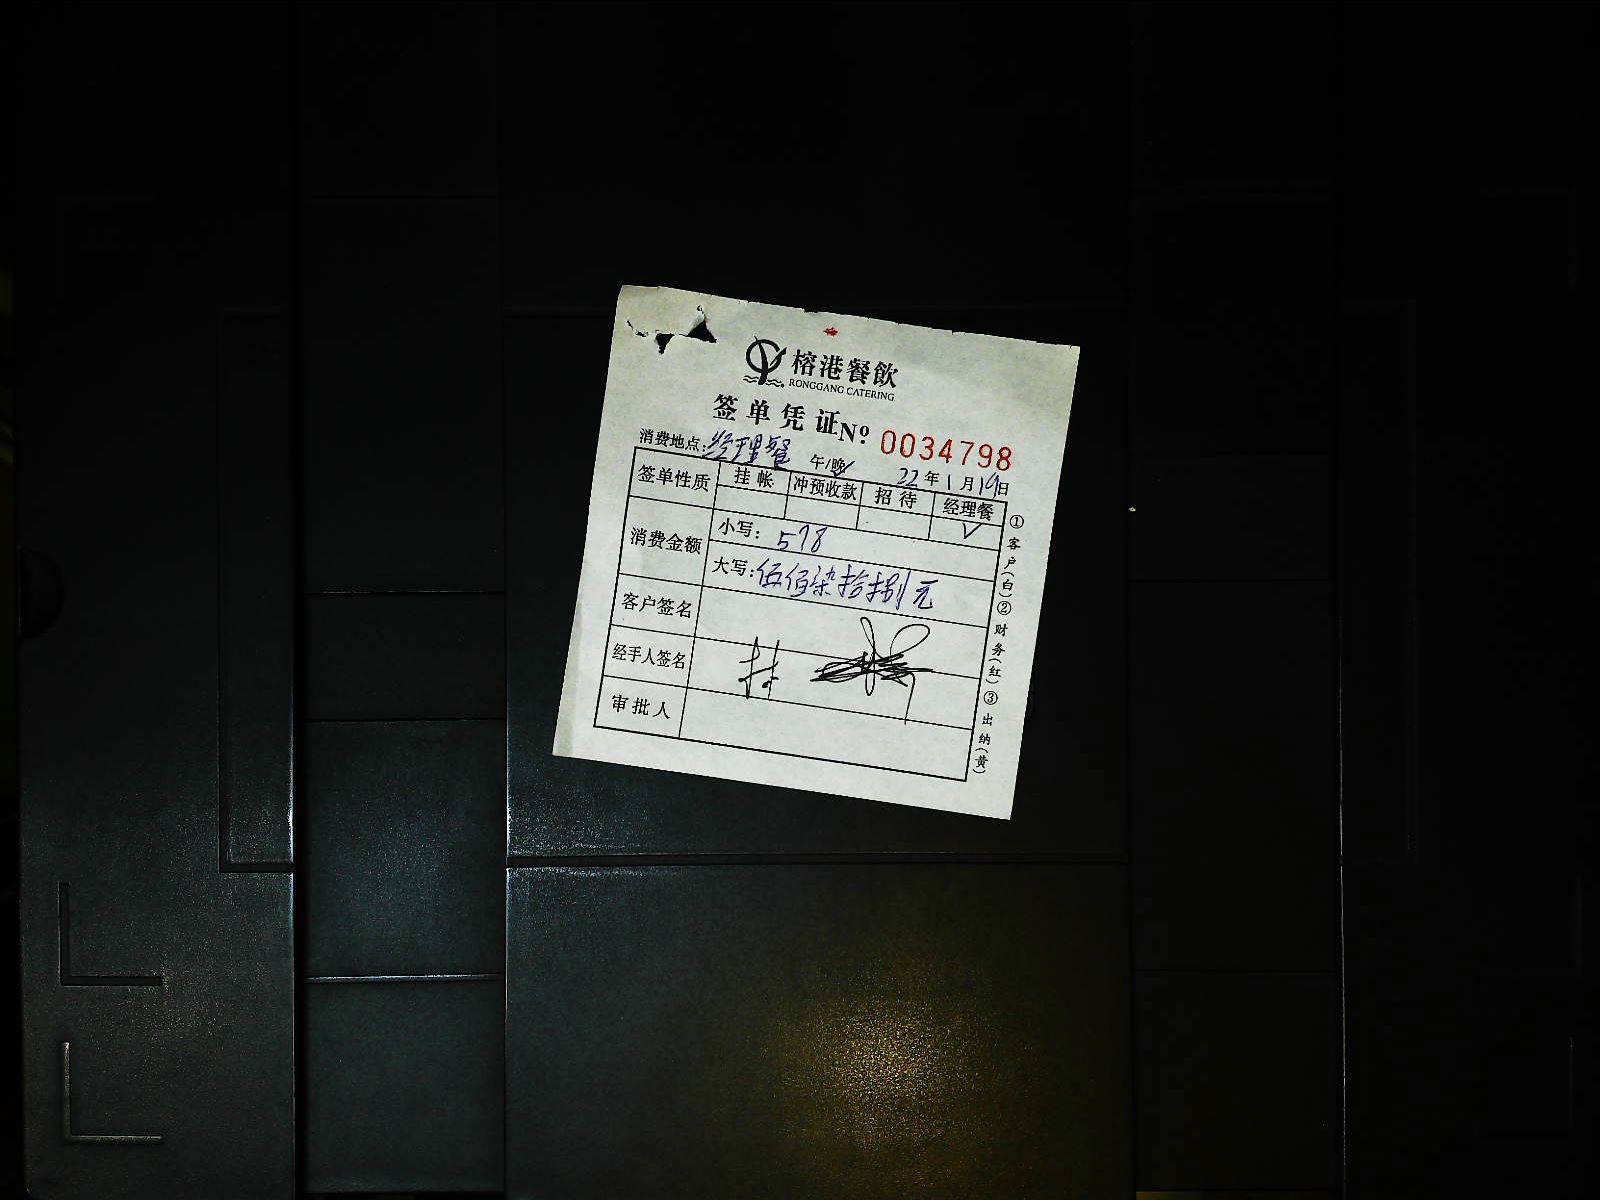 榕港餐飲
RONGGANG CATERING
签单凭证 Nº 0034798
消费地点:经理餐 午/晚 22年1月19日
签单性质 挂帐 冲预收款 招待 经理餐
✓
消费金额 小写: 578
大写:伍佰柒拾捌元
客户签名
经手人签名
审批人
①客户(白)②财务(红)③出纳(黄)